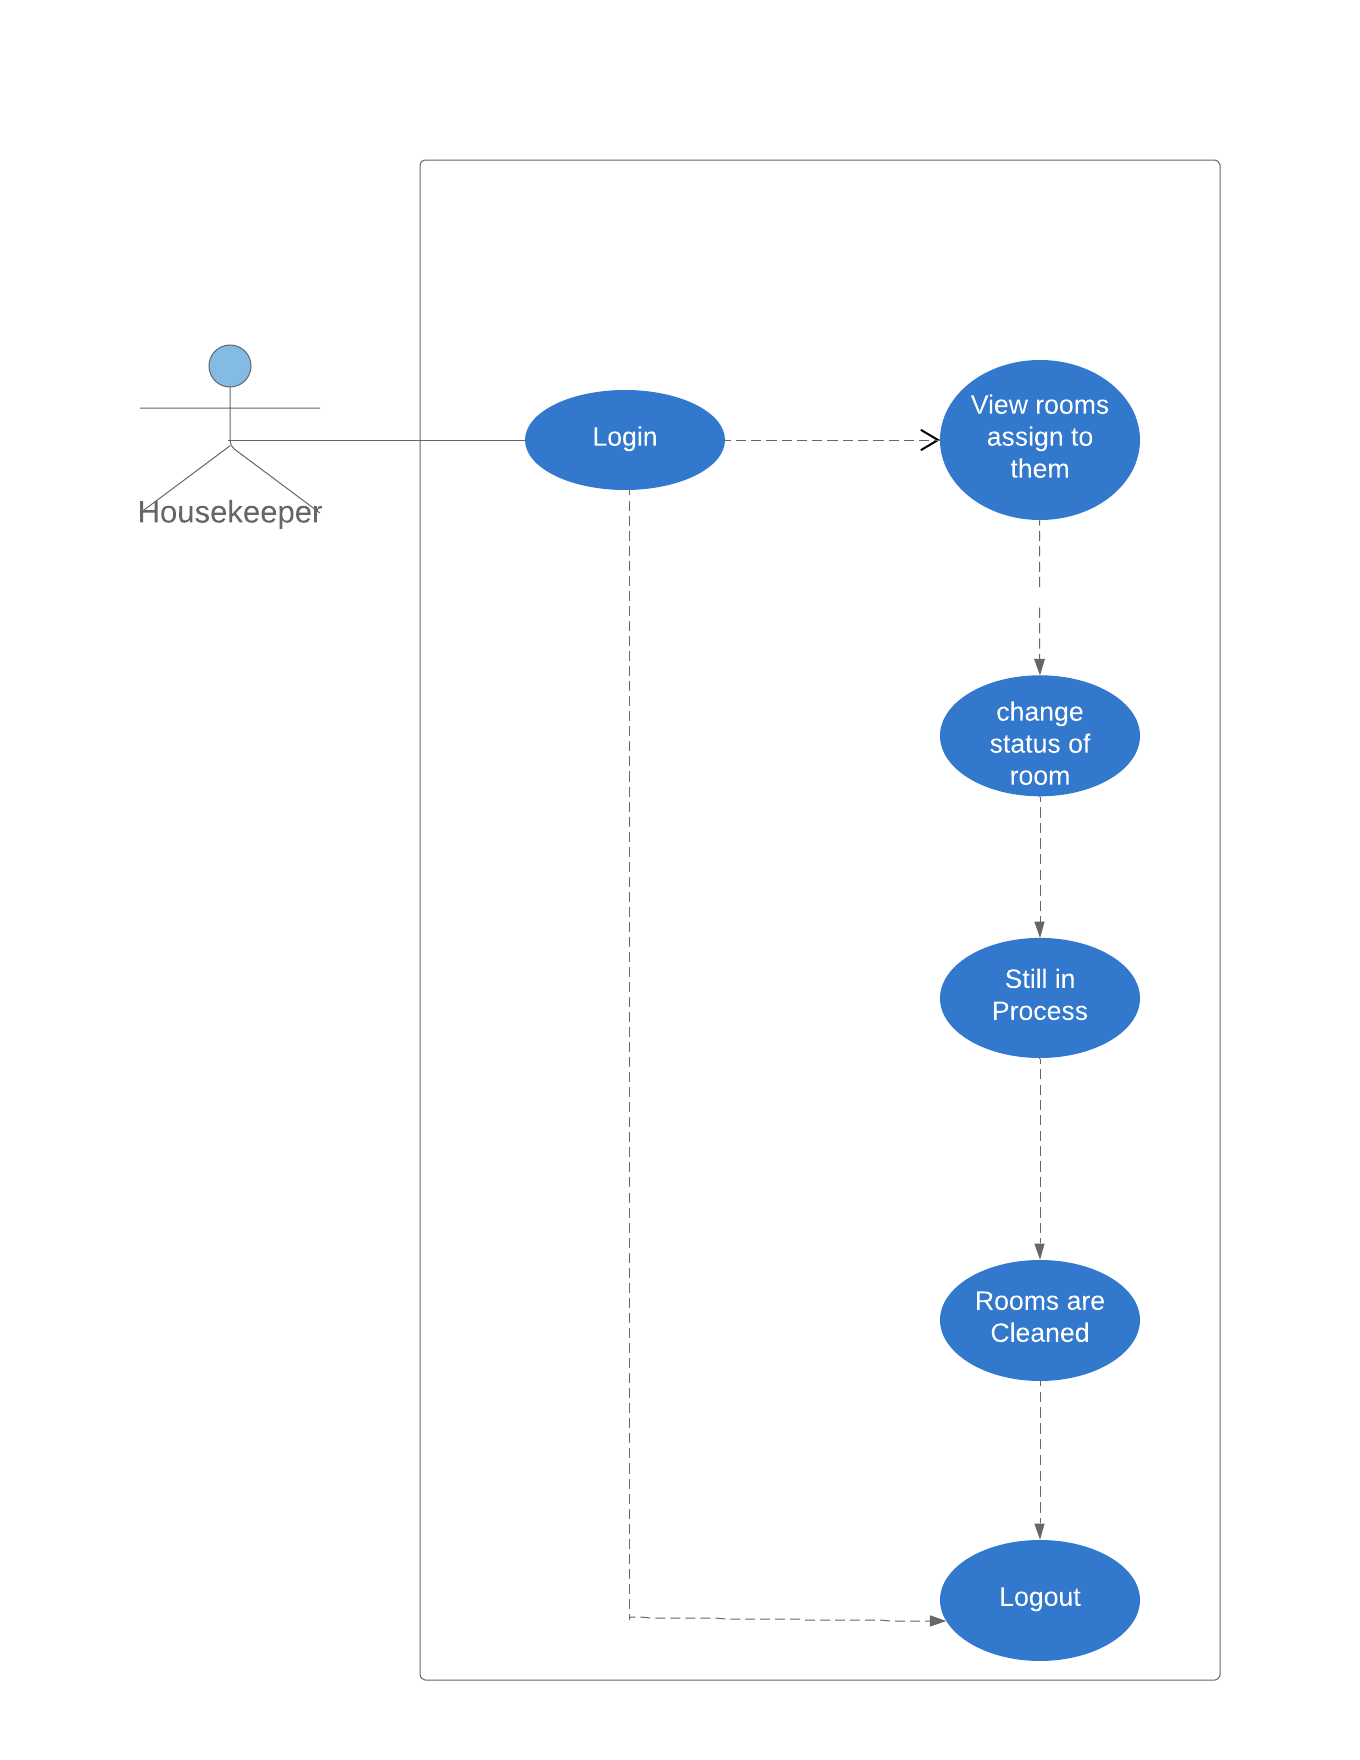 Housekeeper
Login
View rooms
assign to
them
change
status of
room
Still in
Process
Rooms are
Cleaned
Logout